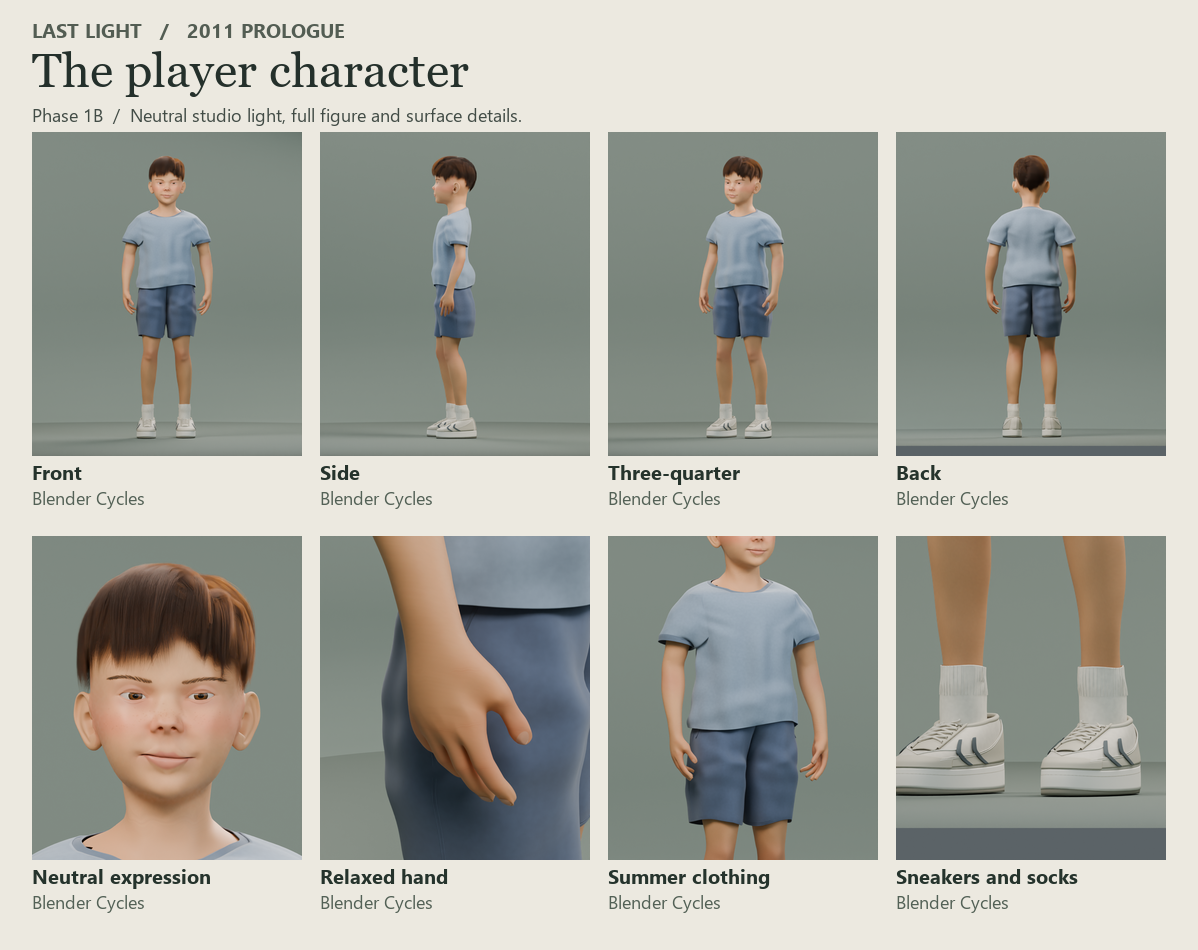 LAST LIGHT / 2011 PROLOGUE
The player character
Phase 1B / Neutral studio light, full figure and surface details.
Front
Blender Cycles
Side
Blender Cycles
Three-quarter
Blender Cycles
Back
Blender Cycles
Neutral expression
Blender Cycles
Relaxed hand
Blender Cycles
Summer clothing
Blender Cycles
Sneakers and socks
Blender Cycles